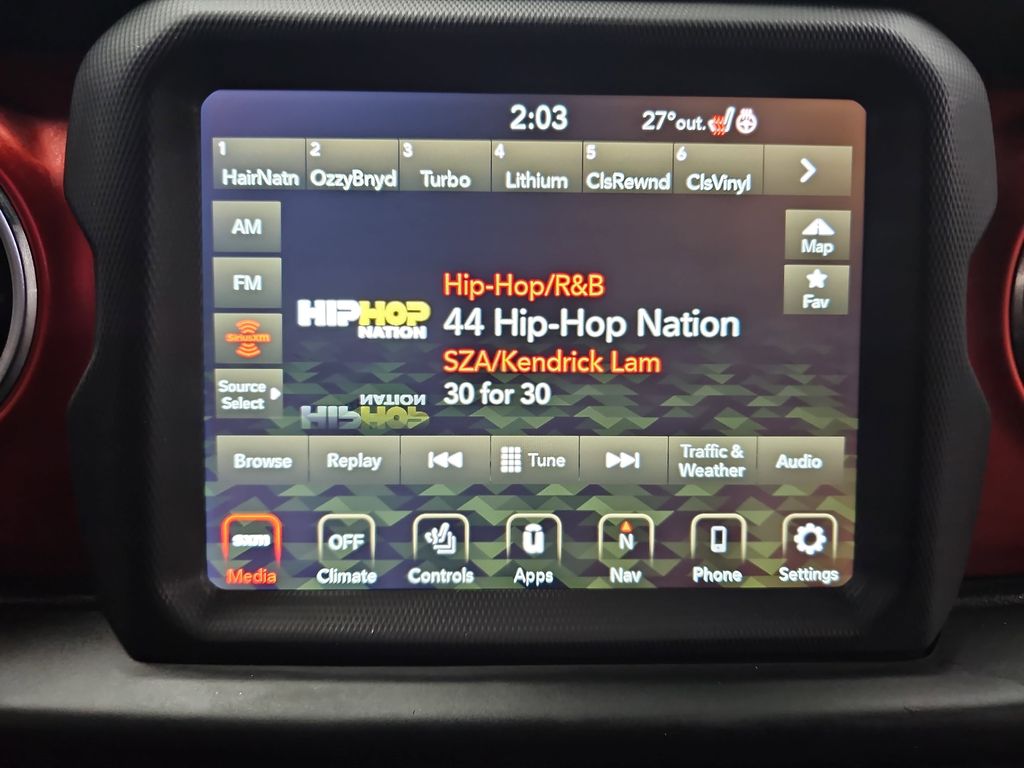 2:03
27°out.
1 2 3 4 5 6
HairNatn OzzyBnyd Turbo Lithium ClsRewnd ClsVinyl
AM
Map
FM
Fav
SiriusXM
Source
Select
HIPHOP
NATION
Hip-Hop/R&B
44 Hip-Hop Nation
SZA/Kendrick Lam
30 for 30
NATION
HIPHOP
Browse Replay Tune Traffic &
Weather Audio
SXM OFF N
Media Climate Controls Apps Nav Phone Settings